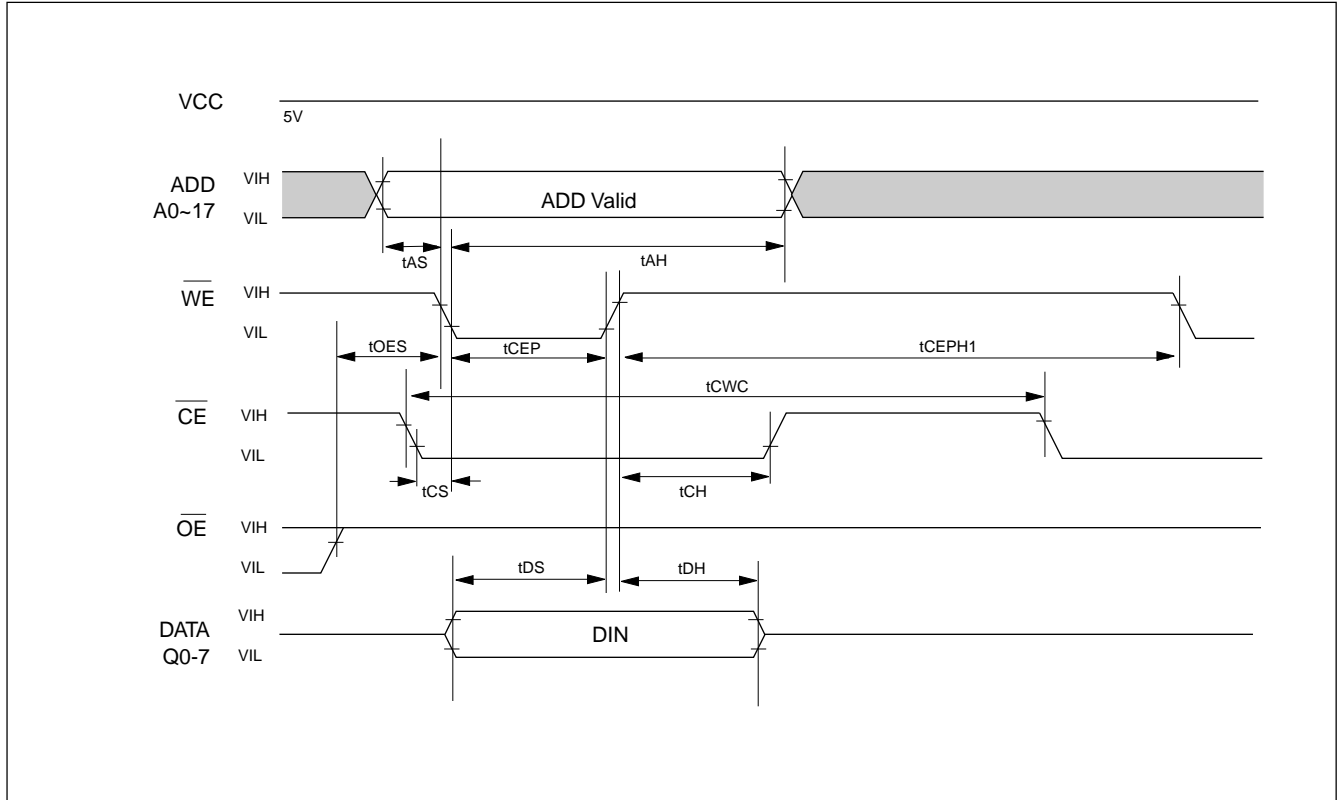 VCC
5V
ADD
A0~17
VIH
VIL
ADD Valid
tAS
tAH
WE
VIH
VIL
tOES
tCEP
tCEPH1
tCWC
CE
VIH
VIL
tCS
tCH
OE
VIH
VIL
tDS
tDH
DATA
Q0-7
VIH
VIL
DIN